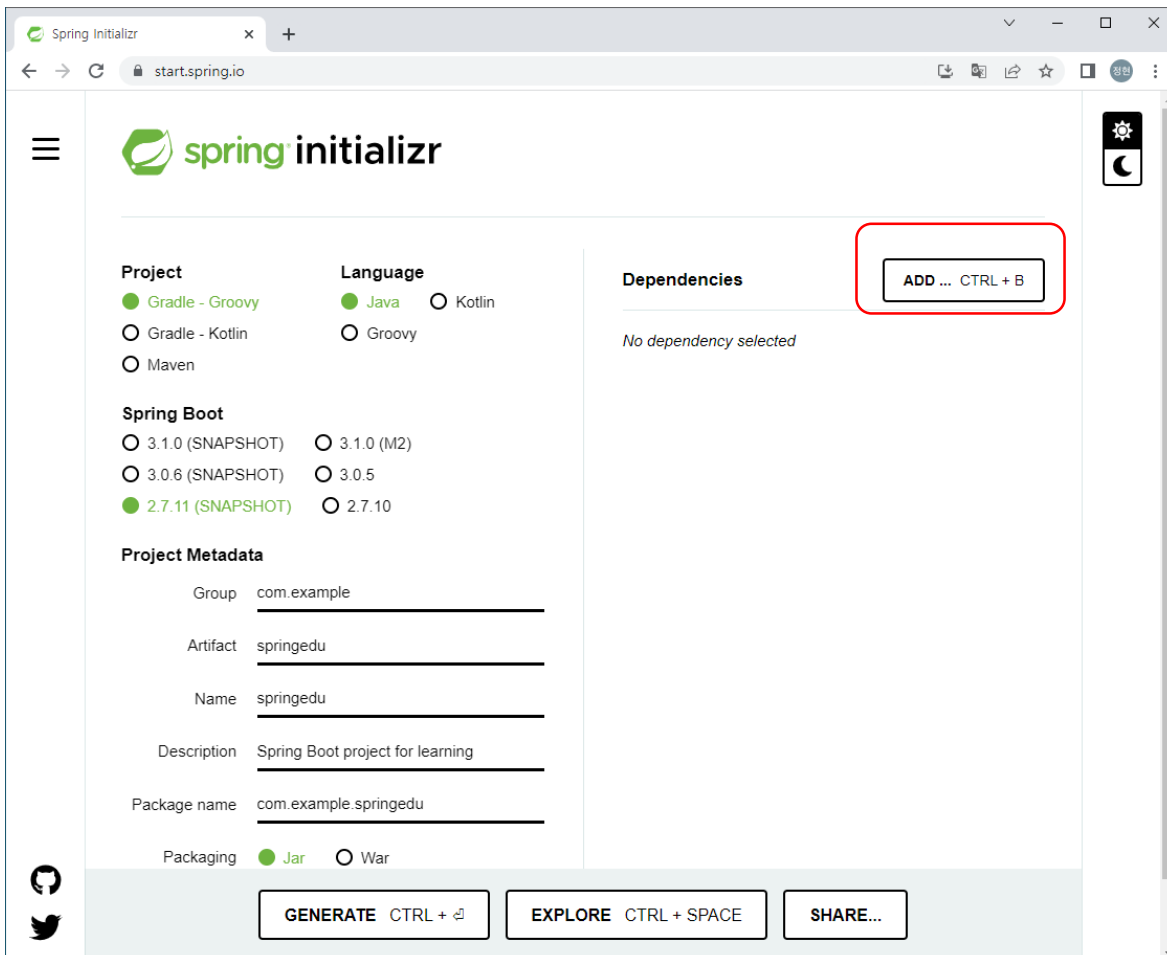 Spring Initializr
start.spring.io
정현
spring initializr
Project
Gradle - Groovy
Gradle - Kotlin
Maven
Language
Java Kotlin
Groovy
Spring Boot
3.1.0 (SNAPSHOT) 3.1.0 (M2)
3.0.6 (SNAPSHOT) 3.0.5
2.7.11 (SNAPSHOT) 2.7.10
Project Metadata
Group com.example
Artifact springedu
Name springedu
Description Spring Boot project for learning
Package name com.example.springedu
Packaging Jar War
Dependencies
ADD ... CTRL + B
No dependency selected
GENERATE CTRL + ⏎
EXPLORE CTRL + SPACE
SHARE...